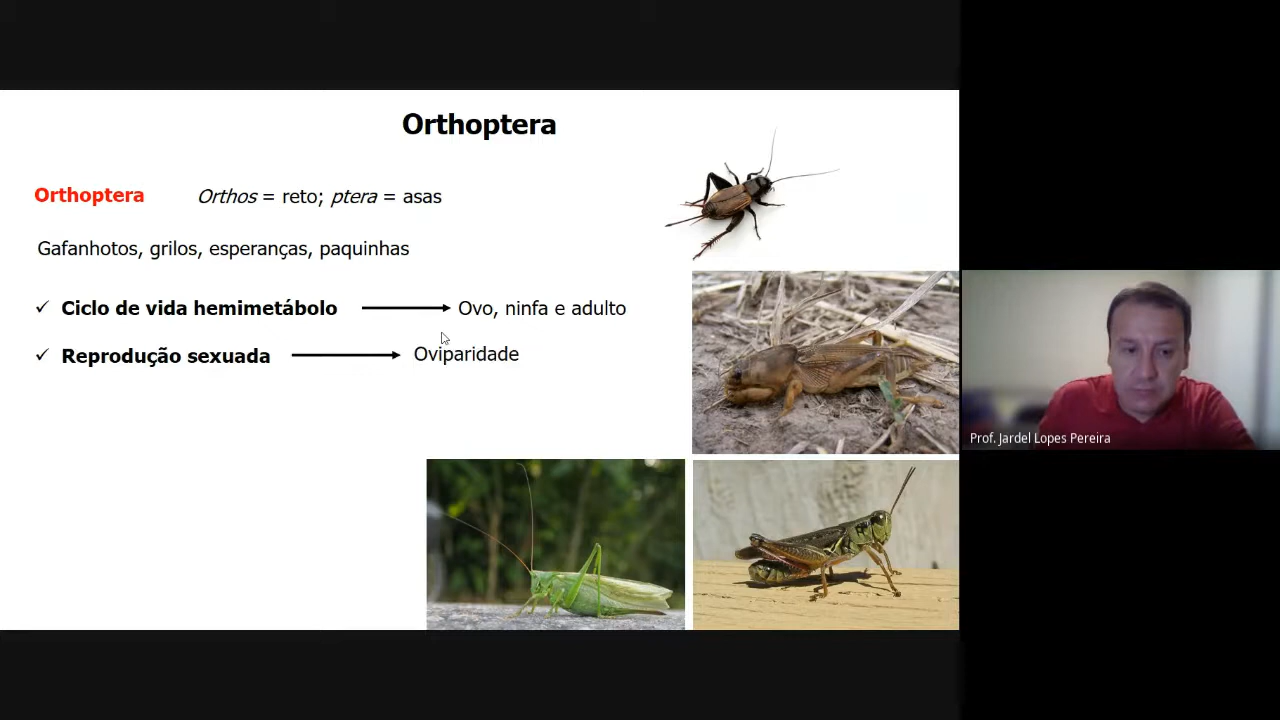 Orthoptera
Orthoptera Orthos = reto; ptera = asas
Gafanhotos, grilos, esperanças, paquinhas
✓ Ciclo de vida hemimetábolo Ovo, ninfa e adulto
✓ Reprodução sexuada Oviparidade
Prof. Jardel Lopes Pereira